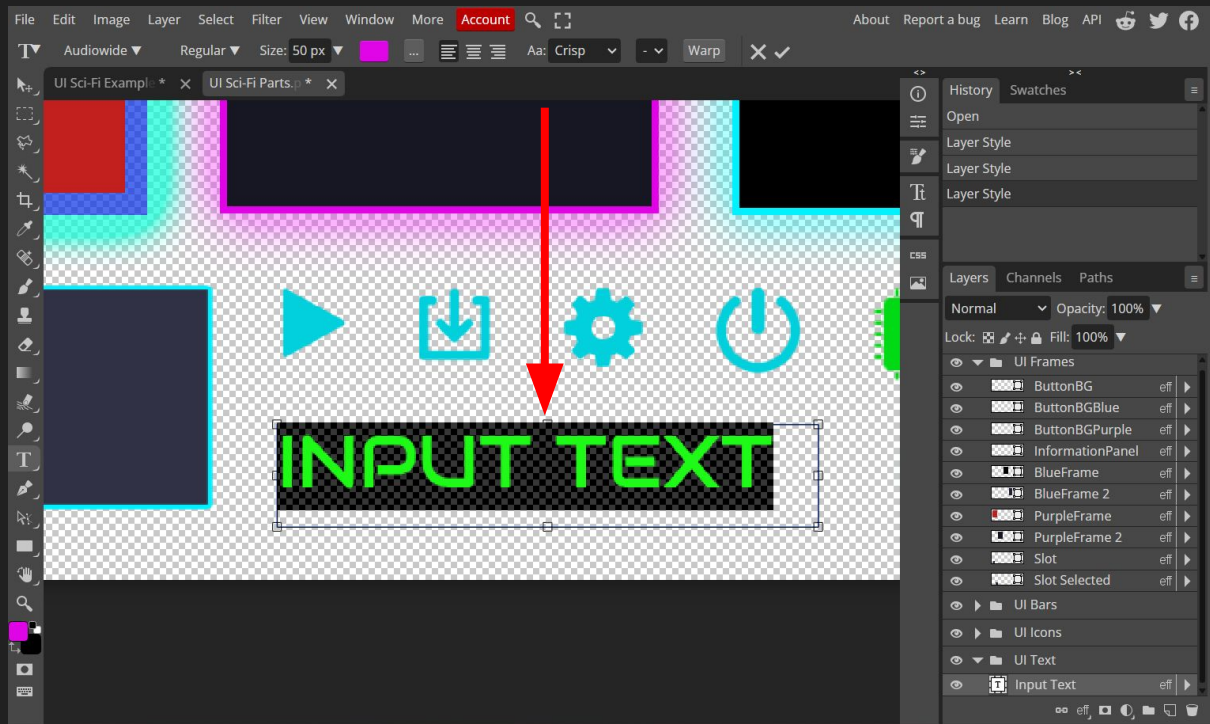 File Edit Image Layer Select Filter View Window More Account About Report a bug Learn Blog API
T Audiowide Regular Size: 50 px ... Aa: Crisp - Warp
UI Sci-Fi Example * UI Sci-Fi Parts.p *
History Swatches
Open
Layer Style
Layer Style
Layer Style
CSS
Layers Channels Paths
Normal Opacity: 100%
Lock: Fill: 100%
UI Frames
ButtonBG eff
ButtonBGBlue eff
ButtonBGPurple eff
InformationPanel eff
BlueFrame eff
BlueFrame 2 eff
PurpleFrame eff
PurpleFrame 2 eff
Slot eff
Slot Selected eff
UI Bars
UI Icons
UI Text
T Input Text eff
eff
INPUT TEXT